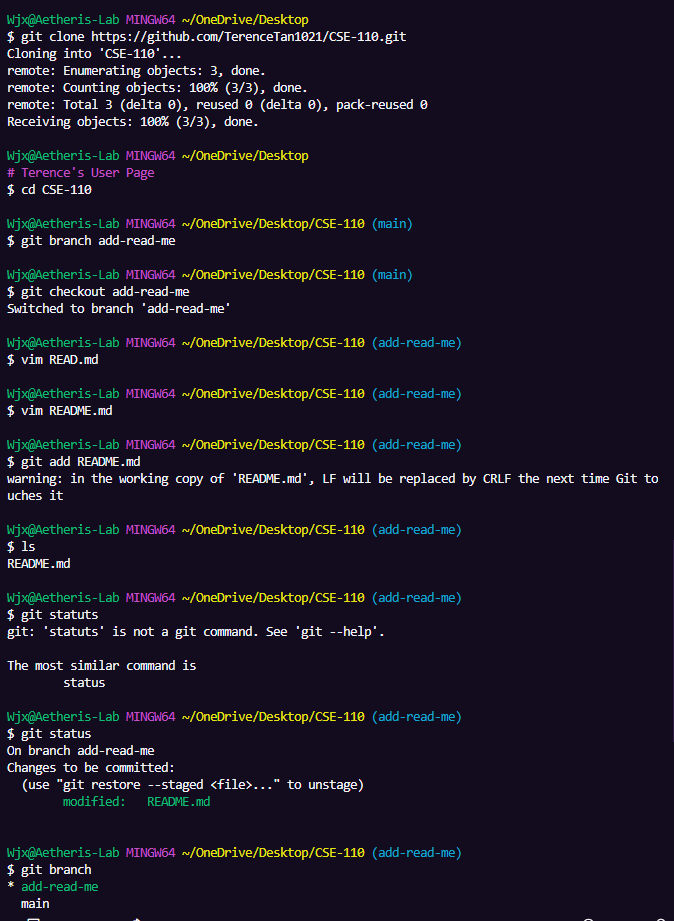 Wjx@Aetheris-Lab MINGW64 ~/OneDrive/Desktop
$ git clone https://github.com/TerenceTan1021/CSE-110.git
Cloning into 'CSE-110'...
remote: Enumerating objects: 3, done.
remote: Counting objects: 100% (3/3), done.
remote: Total 3 (delta 0), reused 0 (delta 0), pack-reused 0
Receiving objects: 100% (3/3), done.
Wjx@Aetheris-Lab MINGW64 ~/OneDrive/Desktop
# Terence's User Page
$ cd CSE-110
Wjx@Aetheris-Lab MINGW64 ~/OneDrive/Desktop/CSE-110 (main)
$ git branch add-read-me
Wjx@Aetheris-Lab MINGW64 ~/OneDrive/Desktop/CSE-110 (main)
$ git checkout add-read-me
Switched to branch 'add-read-me'
Wjx@Aetheris-Lab MINGW64 ~/OneDrive/Desktop/CSE-110 (add-read-me)
$ vim READ.md
Wjx@Aetheris-Lab MINGW64 ~/OneDrive/Desktop/CSE-110 (add-read-me)
$ vim README.md
Wjx@Aetheris-Lab MINGW64 ~/OneDrive/Desktop/CSE-110 (add-read-me)
$ git add README.md
warning: in the working copy of 'README.md', LF will be replaced by CRLF the next time Git to
uches it
Wjx@Aetheris-Lab MINGW64 ~/OneDrive/Desktop/CSE-110 (add-read-me)
$ ls
README.md
Wjx@Aetheris-Lab MINGW64 ~/OneDrive/Desktop/CSE-110 (add-read-me)
$ git statuts
git: 'statuts' is not a git command. See 'git --help'.
The most similar command is
status
Wjx@Aetheris-Lab MINGW64 ~/OneDrive/Desktop/CSE-110 (add-read-me)
$ git status
On branch add-read-me
Changes to be committed:
(use "git restore --staged <file>..." to unstage)
modified: README.md
Wjx@Aetheris-Lab MINGW64 ~/OneDrive/Desktop/CSE-110 (add-read-me)
$ git branch
* add-read-me
main